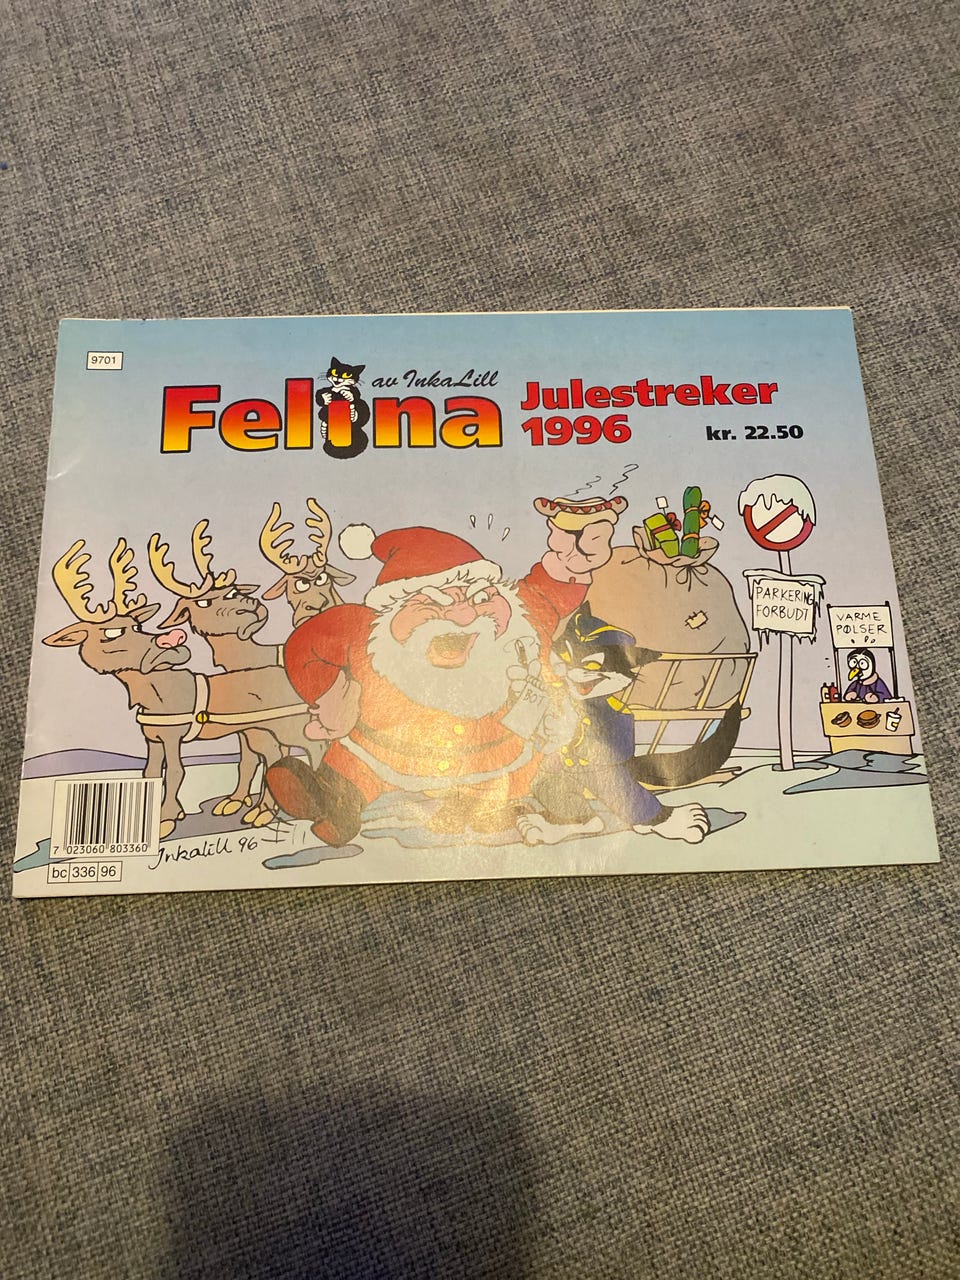 9701
Felina av InkaLill
Julestreker
1996
kr. 22.50
PARKERING
FORBUDT
VARME
PØLSER
BOT
7 023060 803360
InkaLill 96
bc 336 96